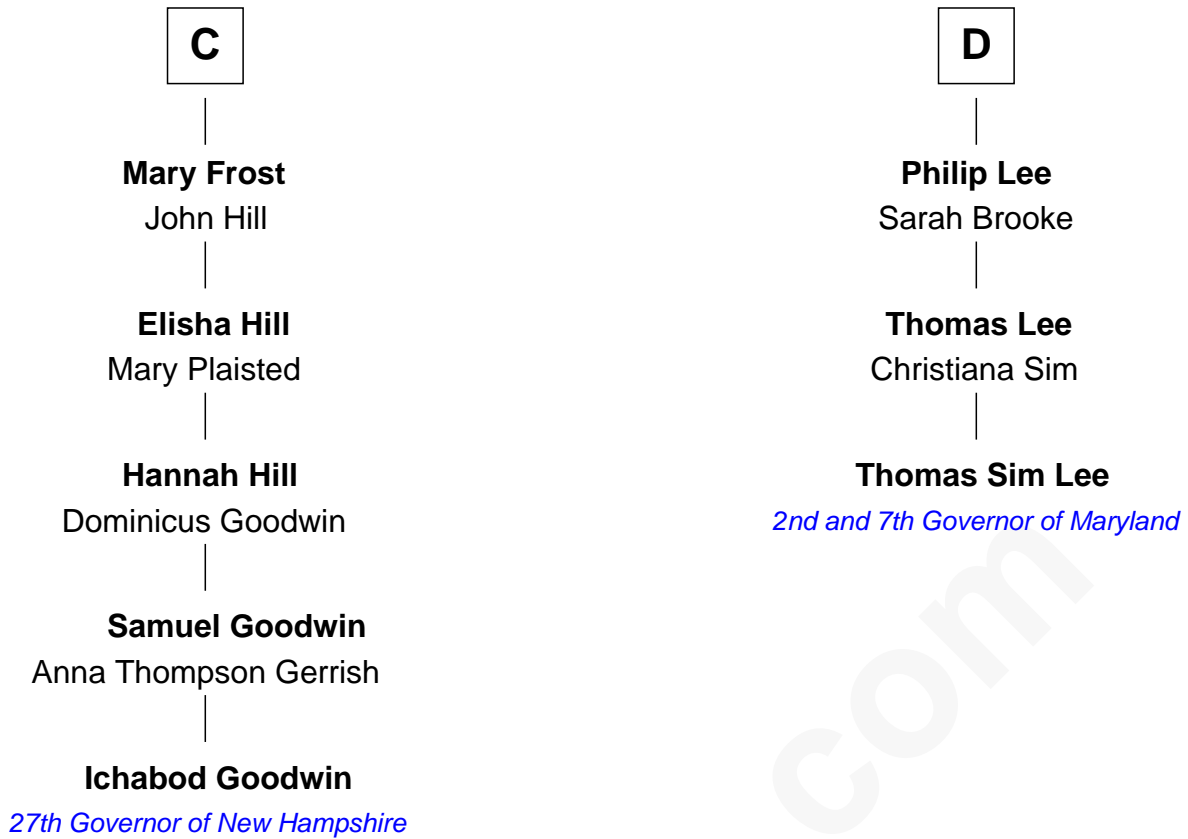 C
Mary Frost
John Hill
Elisha Hill
Mary Plaisted
Hannah Hill
Dominicus Goodwin
Samuel Goodwin
Anna Thompson Gerrish
Ichabod Goodwin
27th Governor of New Hampshire
D
Philip Lee
Sarah Brooke
Thomas Lee
Christiana Sim
Thomas Sim Lee
2nd and 7th Governor of Maryland
com